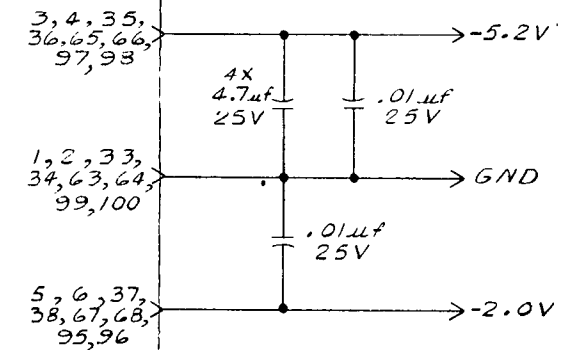 3, 4, 35,
36, 65, 66,
97, 98
-5.2V
4X
4.7uf
25V
.01uf
25V
1, 2, 33,
34, 63, 64,
99, 100
GND
.01uf
25V
5, 6, 37,
38, 67, 68,
95, 96
-2.0V